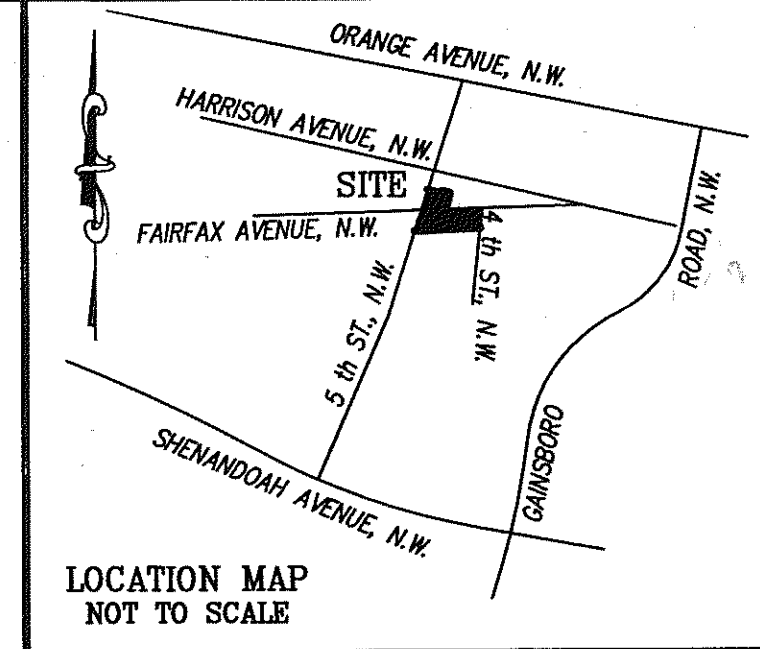 ORANGE AVENUE, N.W.
HARRISON AVENUE, N.W.
SITE
FAIRFAX AVENUE, N.W.
4 th ST., N.W.
ROAD, N.W.
5 th ST., N.W.
GAINSBORO
SHENANDOAH AVENUE, N.W.
LOCATION MAP
NOT TO SCALE